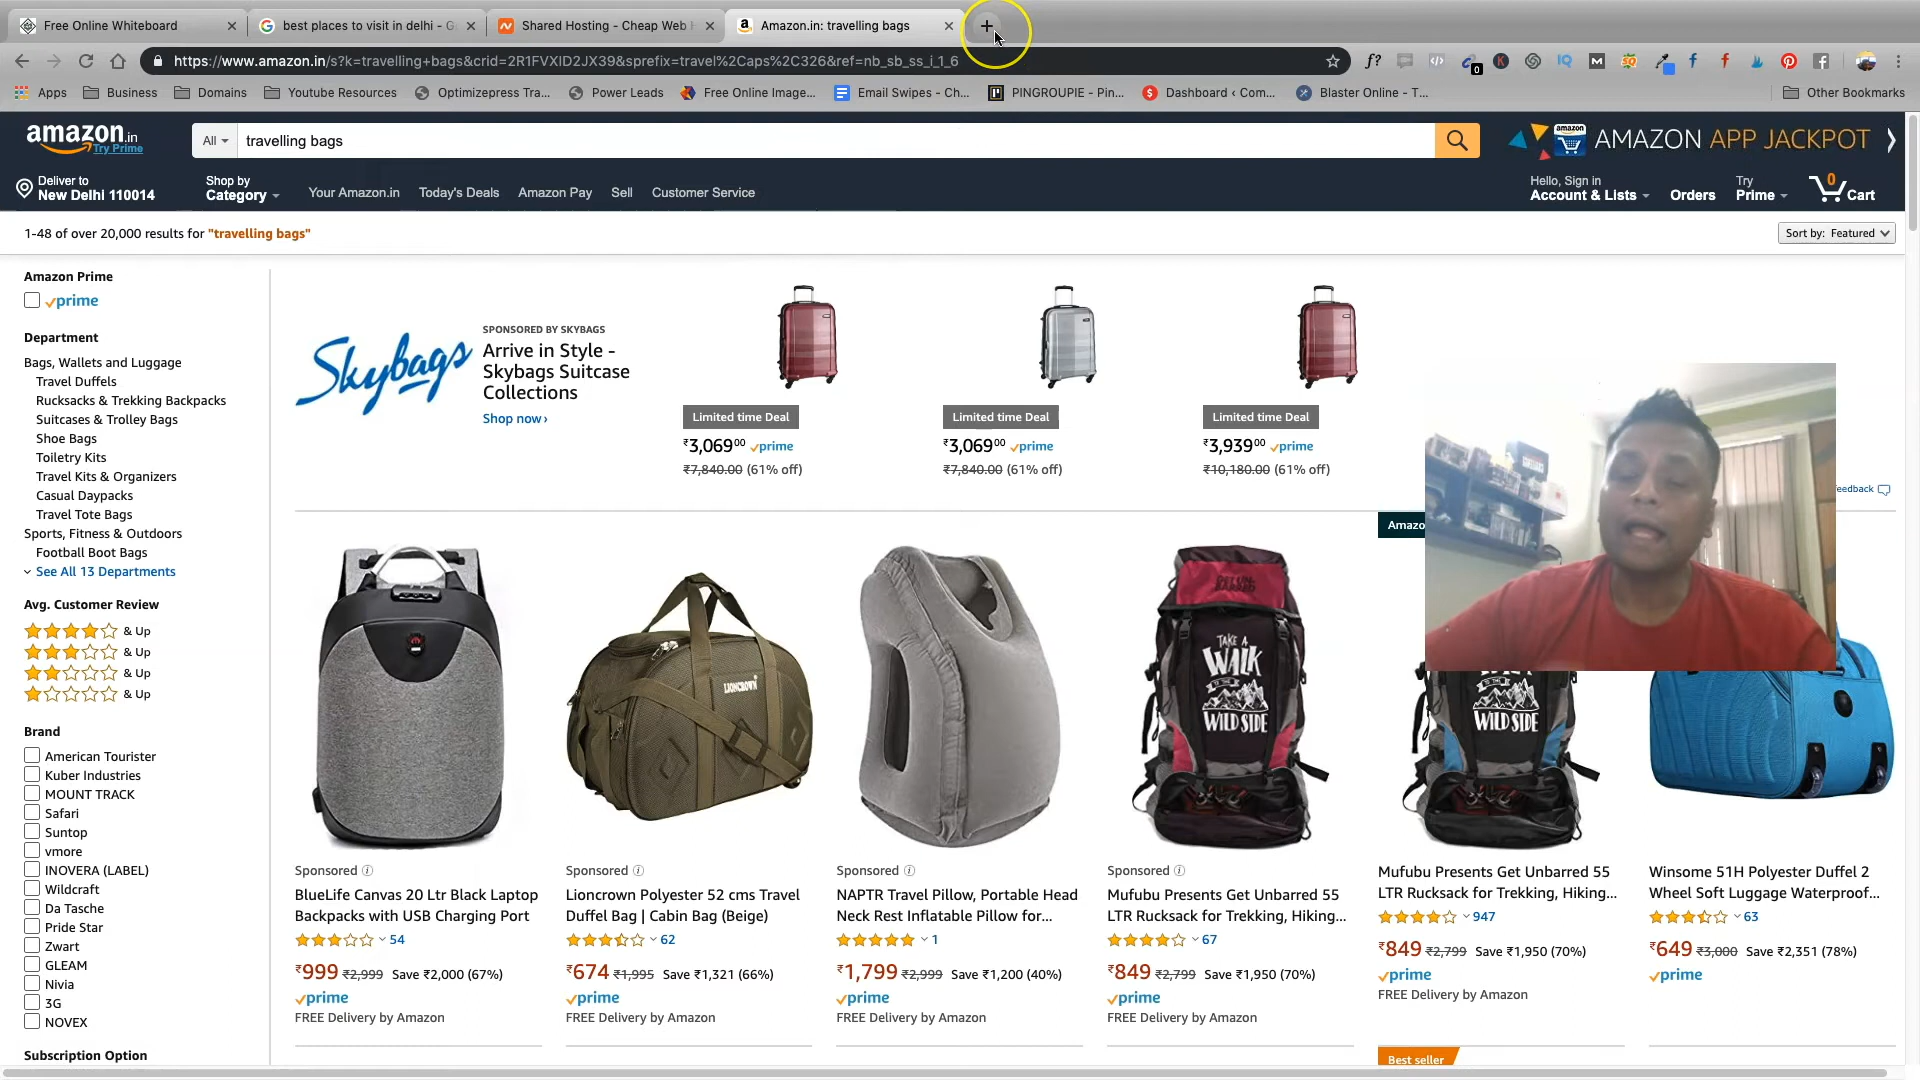 Free Online Whiteboard
best places to visit in delhi - G
Shared Hosting - Cheap Web H
Amazon.in: travelling bags
https://www.amazon.in/s?k=travelling+bags&crid=2R1FVXID2JX39&sprefix=travel%2Caps%2C326&ref=nb_sb_ss_i_1_6
Apps
Business
Domains
Youtube Resources
Optimizepress Tra...
Power Leads
Free Online Image...
Email Swipes - Ch...
PINGROUPIE - Pin...
Dashboard ‹ Com...
Blaster Online - T...
Other Bookmarks
amazon.in
Try Prime
All
travelling bags
amazon
AMAZON APP JACKPOT
Deliver to
New Delhi 110014
Shop by
Category
Your Amazon.in
Today's Deals
Amazon Pay
Sell
Customer Service
Hello, Sign in
Account & Lists
Orders
Try
Prime
0
Cart
1-48 of over 20,000 results for "travelling bags"
Sort by: Featured
Amazon Prime
prime
Department
Bags, Wallets and Luggage
Travel Duffels
Rucksacks & Trekking Backpacks
Suitcases & Trolley Bags
Shoe Bags
Toiletry Kits
Travel Kits & Organizers
Casual Daypacks
Travel Tote Bags
Sports, Fitness & Outdoors
Football Boot Bags
See All 13 Departments
Avg. Customer Review
& Up
& Up
& Up
& Up
Brand
American Tourister
Kuber Industries
MOUNT TRACK
Safari
Suntop
vmore
INOVERA (LABEL)
Wildcraft
Da Tasche
Pride Star
Zwart
GLEAM
Nivia
3G
NOVEX
Subscription Option
Skybags
SPONSORED BY SKYBAGS
Arrive in Style -
Skybags Suitcase
Collections
Shop now ›
Limited time Deal
₹3,069.00 prime
₹7,840.00 (61% off)
Limited time Deal
₹3,069.00 prime
₹7,840.00 (61% off)
Limited time Deal
₹3,939.00 prime
₹10,180.00 (61% off)
feedback
Amazo
LIONCROWN
TAKE A
WALK
WILD SIDE
WILD SIDE
Sponsored
BlueLife Canvas 20 Ltr Black Laptop
Backpacks with USB Charging Port
54
₹999 ₹2,999 Save ₹2,000 (67%)
prime
FREE Delivery by Amazon
Sponsored
Lioncrown Polyester 52 cms Travel
Duffel Bag | Cabin Bag (Beige)
62
₹674 ₹1,995 Save ₹1,321 (66%)
prime
FREE Delivery by Amazon
Sponsored
NAPTR Travel Pillow, Portable Head
Neck Rest Inflatable Pillow for...
1
₹1,799 ₹2,999 Save ₹1,200 (40%)
prime
FREE Delivery by Amazon
Sponsored
Mufubu Presents Get Unbarred 55
LTR Rucksack for Trekking, Hiking...
67
₹849 ₹2,799 Save ₹1,950 (70%)
prime
FREE Delivery by Amazon
Mufubu Presents Get Unbarred 55
LTR Rucksack for Trekking, Hiking...
947
₹849 ₹2,799 Save ₹1,950 (70%)
prime
FREE Delivery by Amazon
Best seller
Winsome 51H Polyester Duffel 2
Wheel Soft Luggage Waterproof...
63
₹649 ₹3,000 Save ₹2,351 (78%)
prime